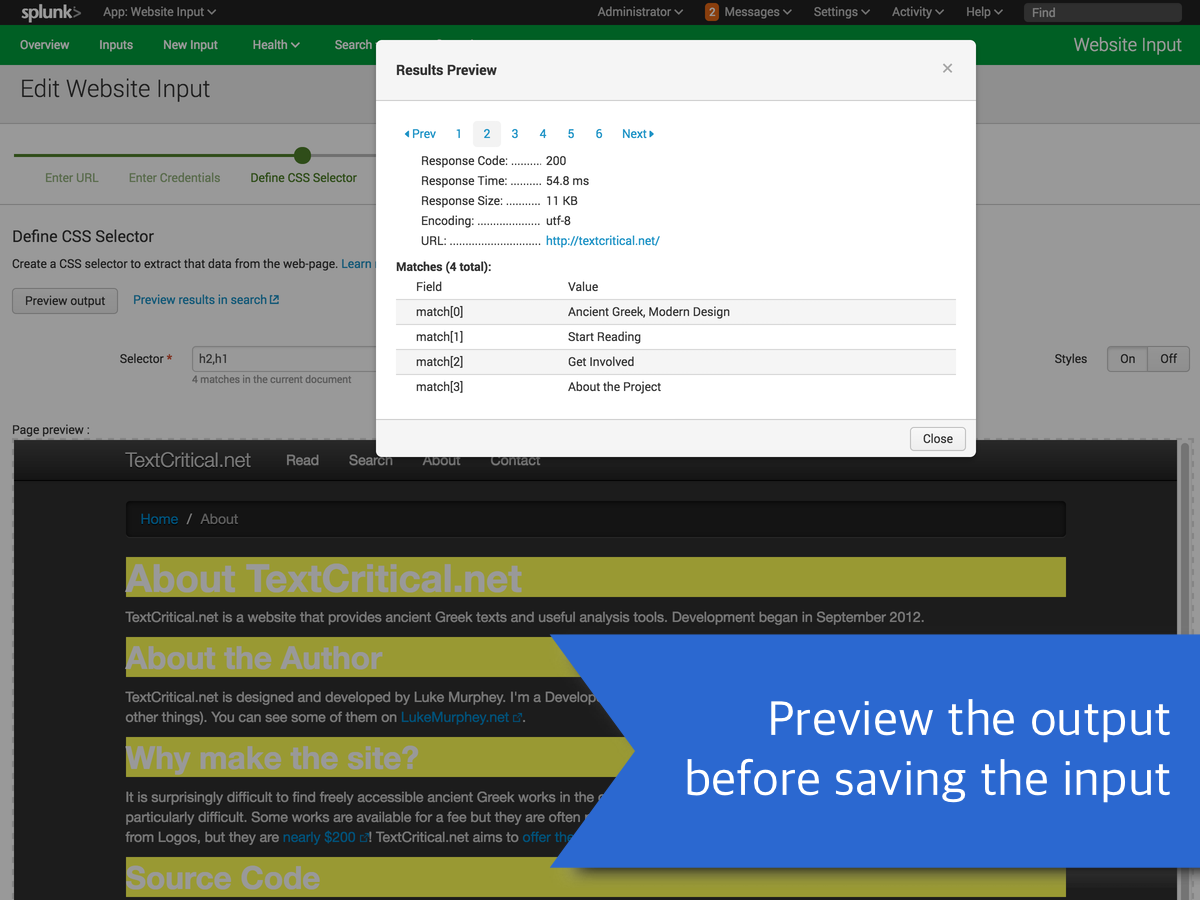 splunk> App: Website Input Administrator 2 Messages Settings Activity Help Find
Overview Inputs New Input Health Search Website Input
Edit Website Input
Enter URL Enter Credentials Define CSS Selector
Define CSS Selector
Create a CSS selector to extract that data from the web-page. Learn
Preview output Preview results in search
Selector * h2,h1
4 matches in the current document
Styles On Off
Page preview :
Results Preview ×
Prev 1 2 3 4 5 6 Next
Response Code: .......... 200
Response Time: .......... 54.8 ms
Response Size: ........... 11 KB
Encoding: .................... utf-8
URL: ............................. http://textcritical.net/
Matches (4 total):
Field Value
match[0] Ancient Greek, Modern Design
match[1] Start Reading
match[2] Get Involved
match[3] About the Project
Close
TextCritical.net Read Search About Contact
Home / About
About TextCritical.net
TextCritical.net is a website that provides ancient Greek texts and useful analysis tools. Development began in September 2012.
About the Author
TextCritical.net is designed and developed by Luke Murphey. I'm a Develop
other things). You can see some of them on LukeMurphey.net.
Why make the site?
It is surprisingly difficult to find freely accessible ancient Greek works in the
particularly difficult. Some works are available for a fee but they are often
from Logos, but they are nearly $200! TextCritical.net aims to offer the
Source Code
Preview the output
before saving the input